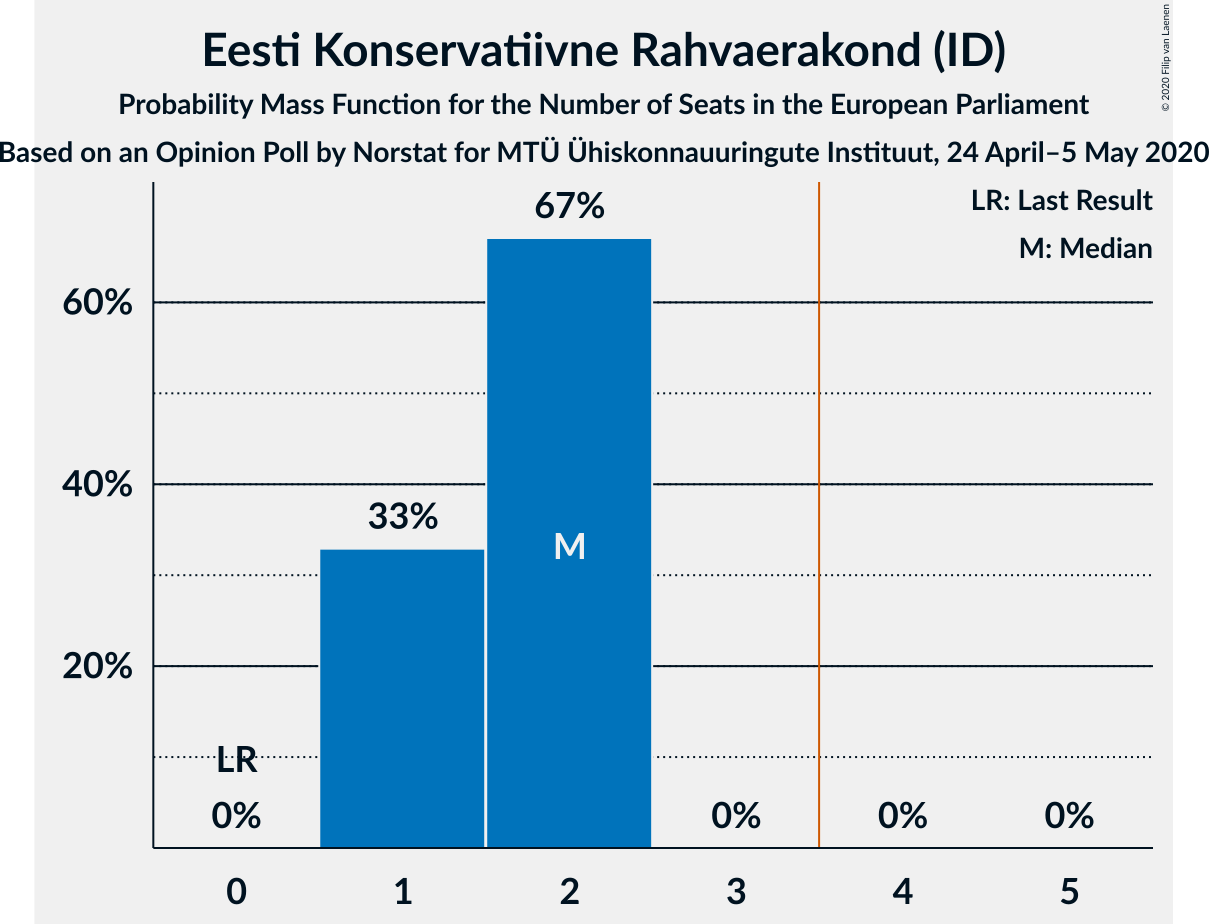 Eesti Konservatiivne Rahvaerakond (ID)
Probability Mass Function for the Number of Seats in the European Parliament
Based on an Opinion Poll by Norstat for MTÜ Ühiskonnauuringute Instituut, 24 April–5 May 2020
© 2020 Filip van Laenen
LR: Last Result
M: Median
67%
60%
40%
33%
M
20%
LR
0%
0%
0%
0%
0 1 2 3 4 5